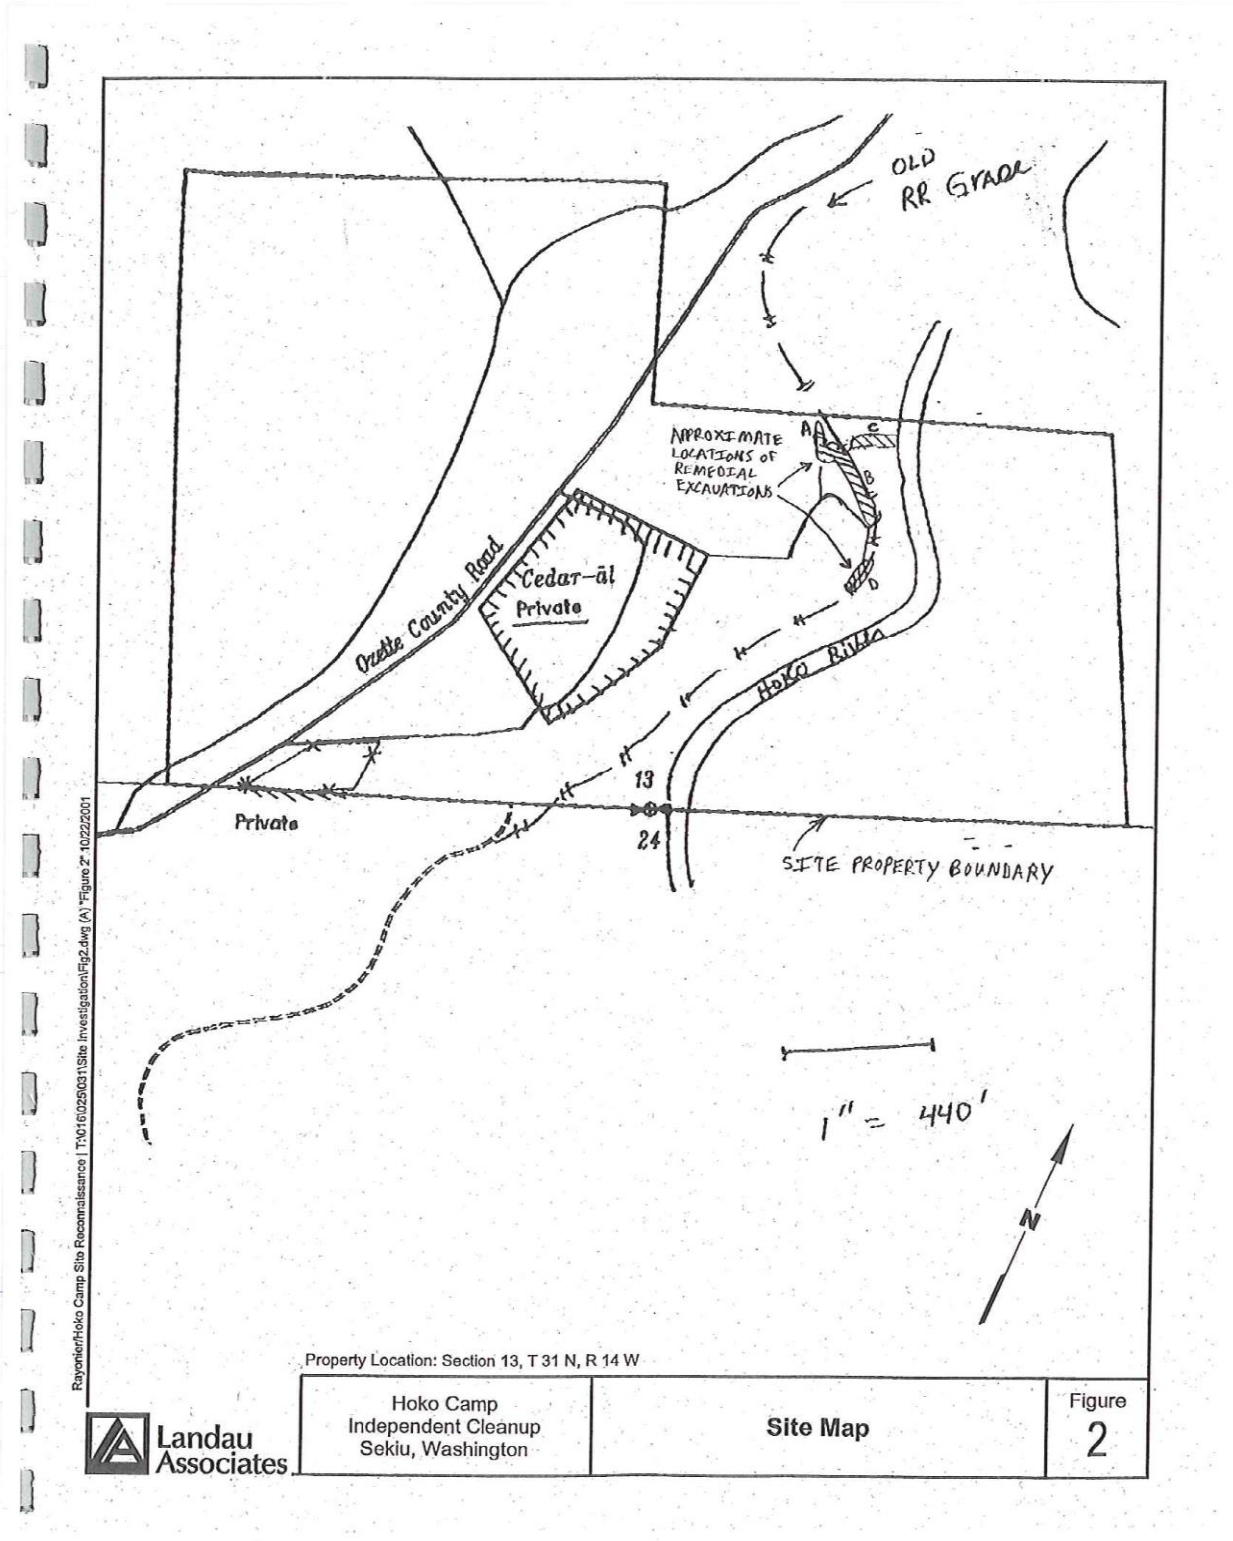 OLD
RR GRADE
A
C
B
D
APPROXIMATE
LOCATIONS OF
REMEDIAL
EXCAVATIONS
Ozette County Road
Cedar-äl
Private
HOKO RIVER
13
24
Private
SITE PROPERTY BOUNDARY
1" = 440'
N
Rayonier/Hoko Camp Site Reconnaissance | T:\016\025\031\Site Investigation\Fig2.dwg (A) "Figure 2" 10/22/2001
Property Location: Section 13, T 31 N, R 14 W
Landau
Associates
Hoko Camp
Independent Cleanup
Sekiu, Washington
Site Map
Figure
2